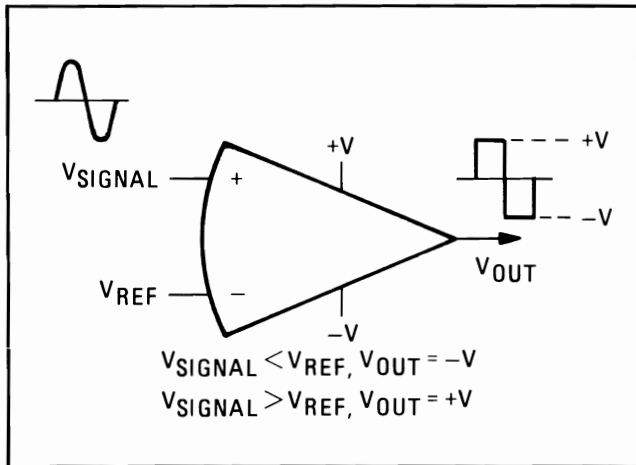 +V
+V
VSIGNAL
+
−V
VREF
−
VOUT
−V
VSIGNAL < VREF, VOUT = −V
VSIGNAL > VREF, VOUT = +V